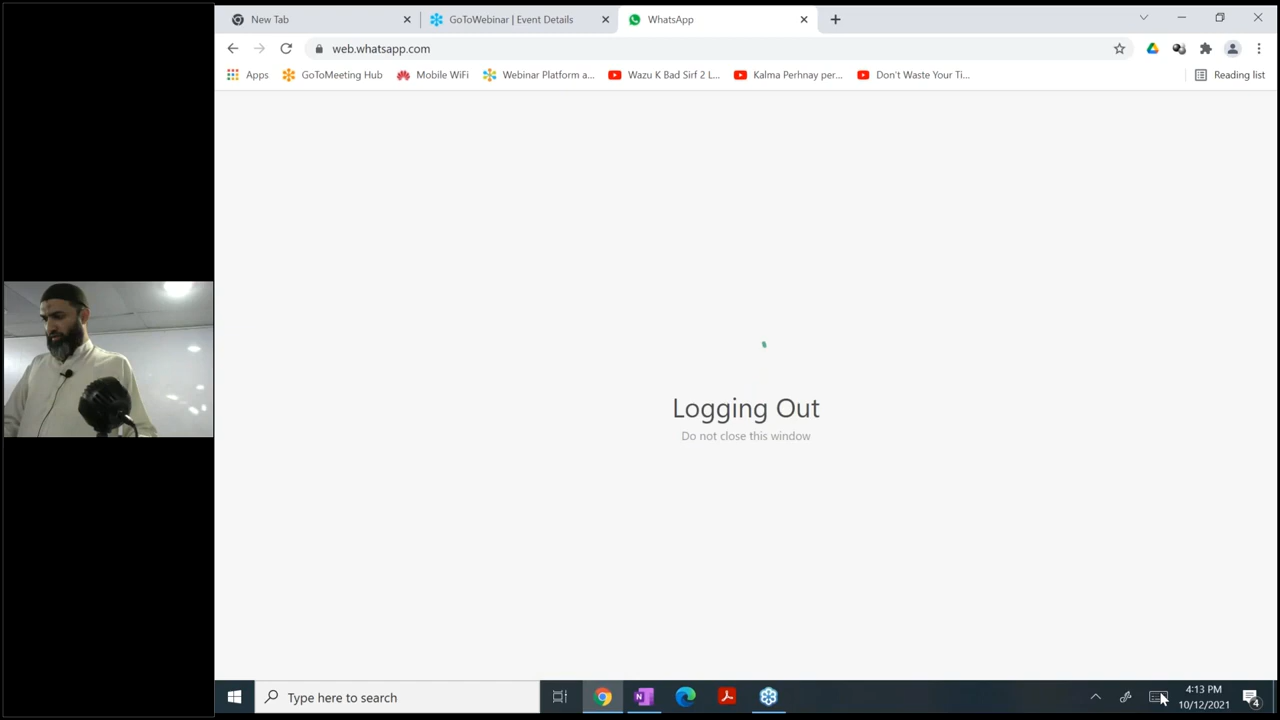 New Tab
GoToWebinar | Event Details
WhatsApp
web.whatsapp.com
Apps
GoToMeeting Hub
Mobile WiFi
Webinar Platform a...
Wazu K Bad Sirf 2 L...
Kalma Perhnay per...
Don't Waste Your Ti...
Reading list
Logging Out
Do not close this window
Type here to search
4:13 PM
10/12/2021
4